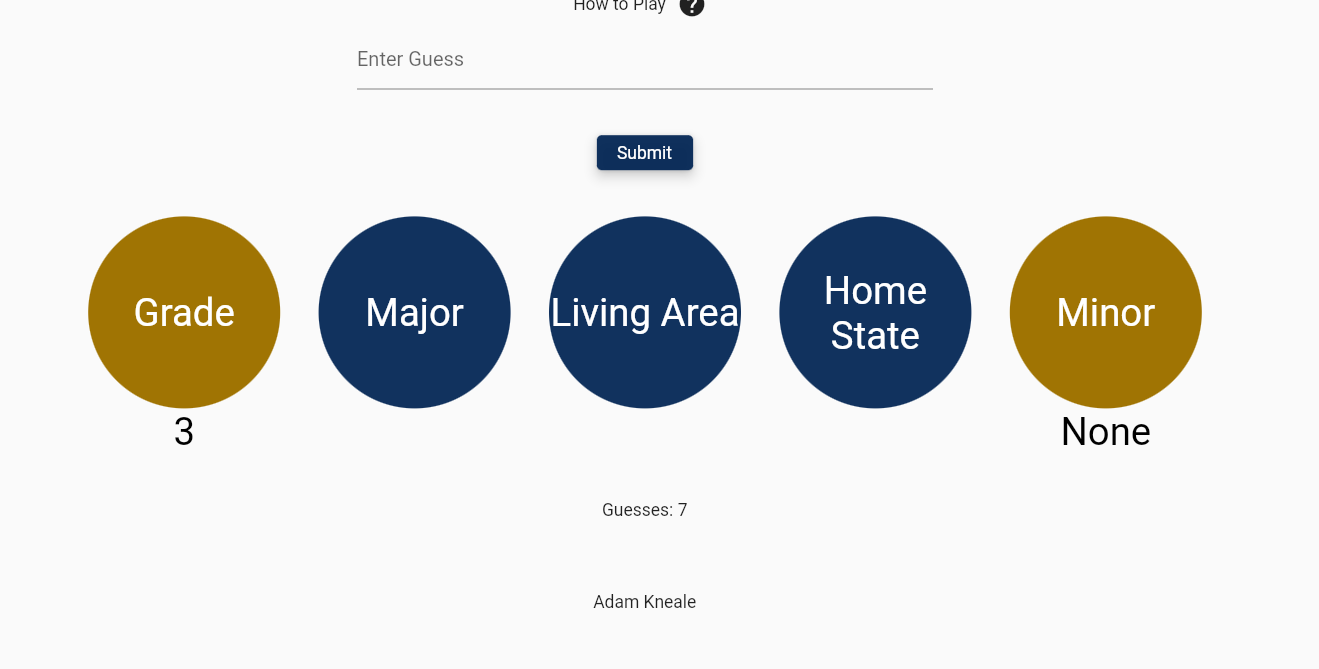 How to Play ?
Enter Guess
Submit
Grade
Major
Living Area
Home
State
Minor
3
None
Guesses: 7
Adam Kneale